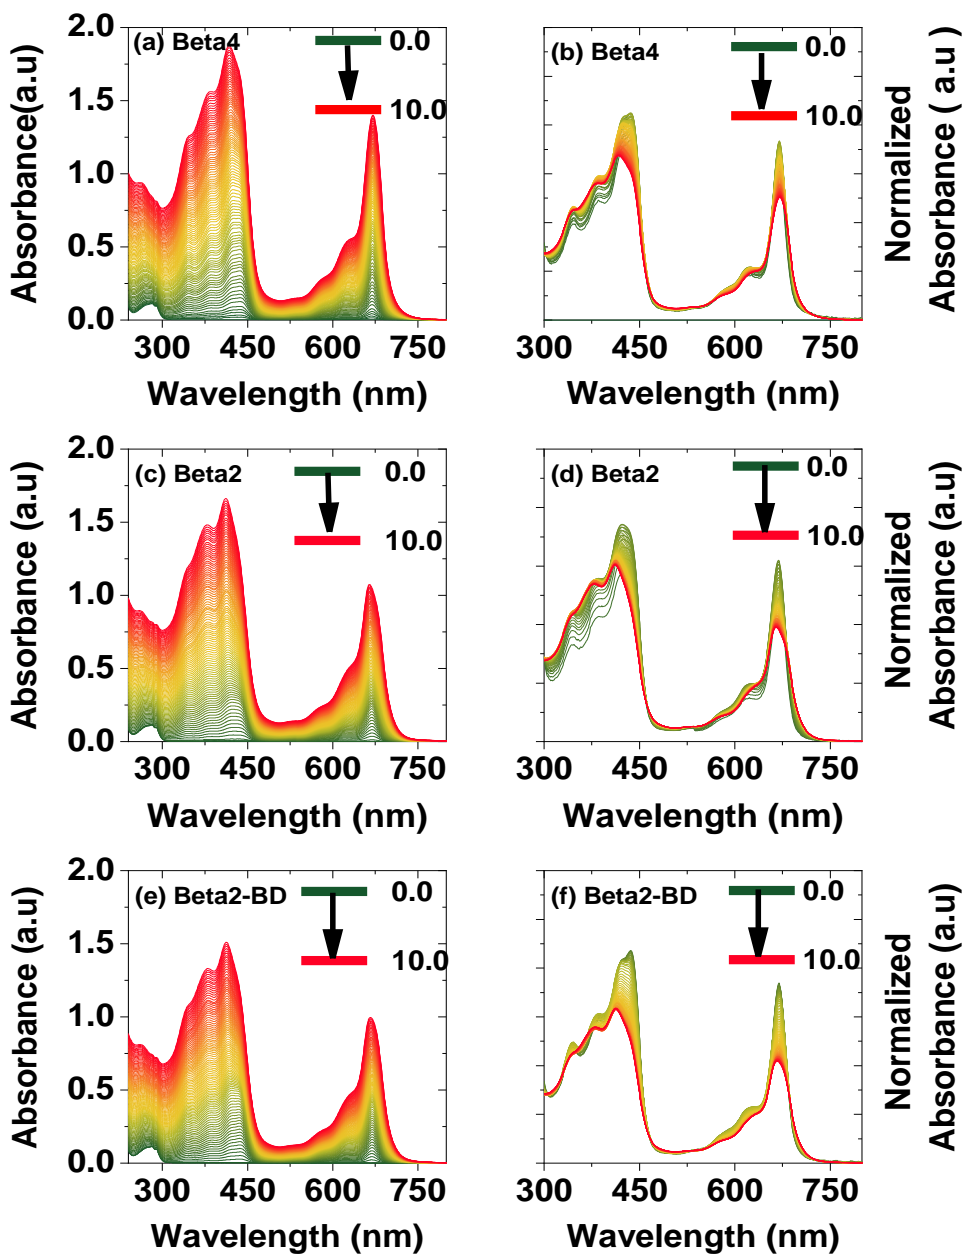 (a) Beta4
0.0
10.0
2.0
1.5
1.0
0.5
0.0
300 450 600 750
Absorbance(a.u)
Wavelength (nm)
(b) Beta4
0.0
10.0
300 450 600 750
Wavelength (nm)
Normalized
Absorbance ( a.u )
(c) Beta2
0.0
10.0
2.0
1.5
1.0
0.5
0.0
300 450 600 750
Absorbance (a.u)
Wavelength (nm)
(d) Beta2
0.0
10.0
300 450 600 750
Wavelength (nm)
Normalized
Absorbance (a.u)
(e) Beta2-BD
0.0
10.0
2.0
1.5
1.0
0.5
0.0
300 450 600 750
Absorbance (a.u)
Wavelength (nm)
(f) Beta2-BD
0.0
10.0
300 450 600 750
Wavelength (nm)
Normalized
Absorbance (a.u)